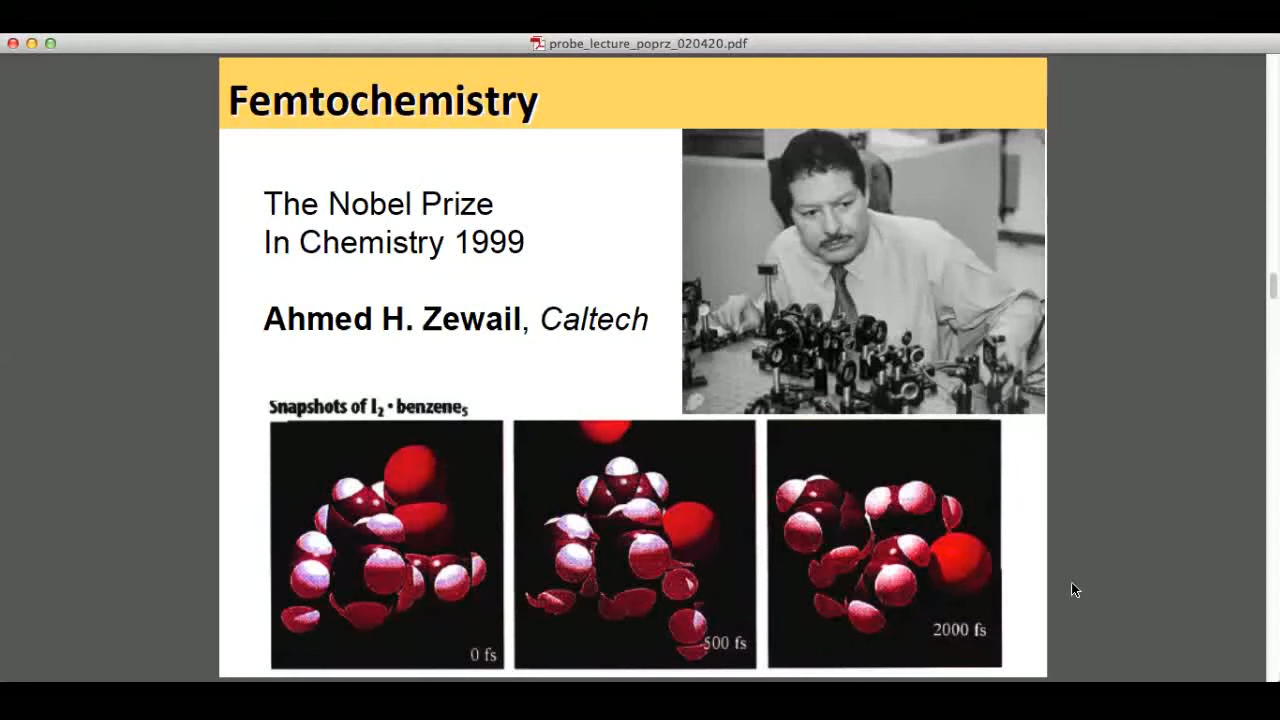 probe_lecture_poprz_020420.pdf
Femtochemistry
The Nobel Prize
In Chemistry 1999
Ahmed H. Zewail, Caltech
Snapshots of I₂ • benzene₅
0 fs
500 fs
2000 fs